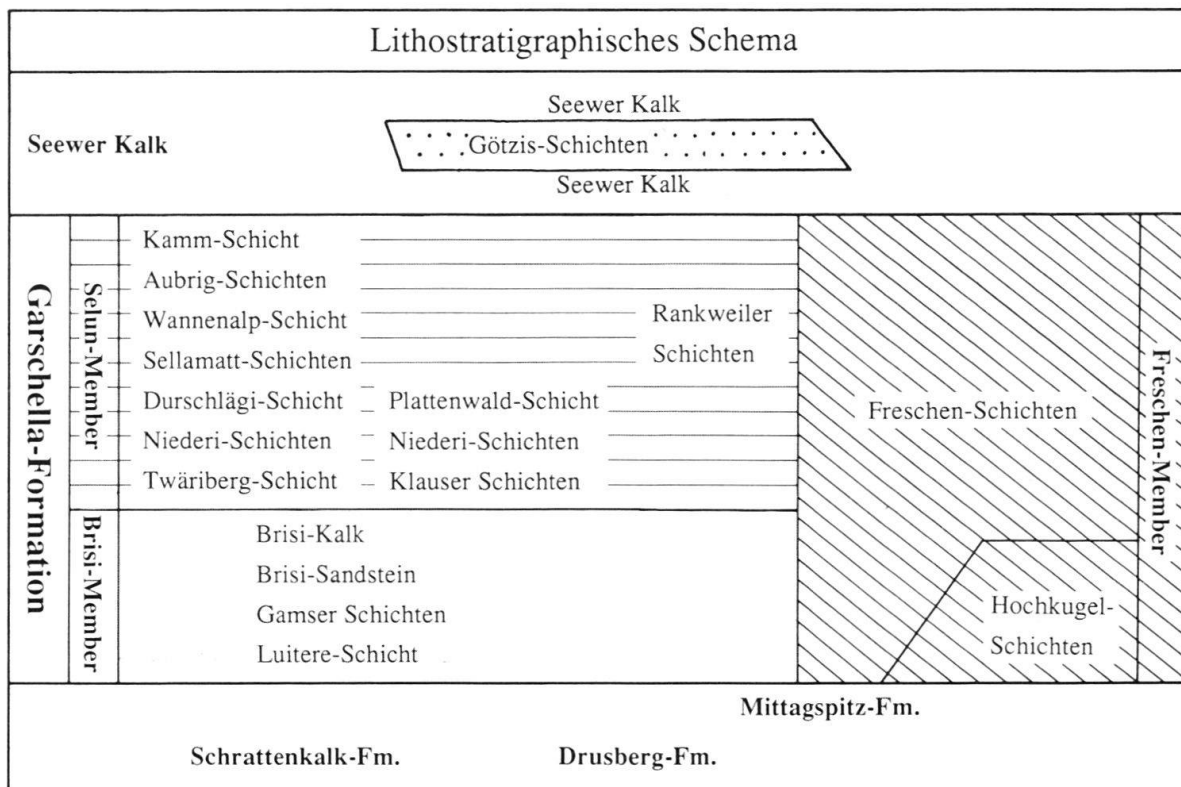 Lithostratigraphisches Schema
Seewer Kalk
Seewer Kalk
Götzis-Schichten
Seewer Kalk
Garschella-Formation
Selun-Member
Kamm-Schicht
Aubrig-Schichten
Wannenalp-Schicht
Sellamatt-Schichten
Rankweiler
Schichten
Durschlägi-Schicht
Plattenwald-Schicht
Niederi-Schichten
Niederi-Schichten
Twäriberg-Schicht
Klauser Schichten
Brisi-Member
Brisi-Kalk
Brisi-Sandstein
Gamser Schichten
Luitere-Schicht
Freschen-Schichten
Hochkugel-
Schichten
Freschen-Member
Mittagspitz-Fm.
Schrattenkalk-Fm.
Drusberg-Fm.